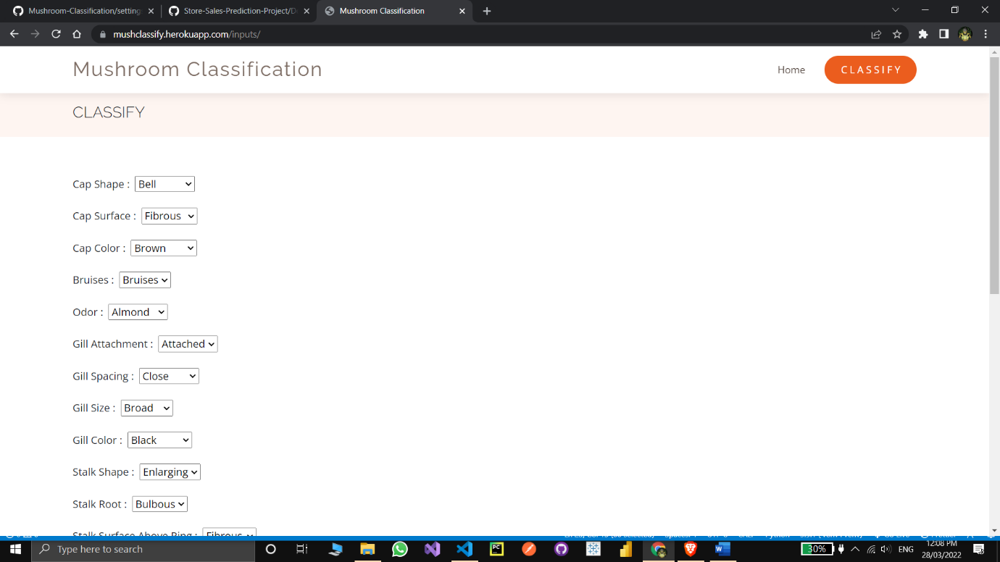 Mushroom-Classification/setting
Store-Sales-Prediction-Project/D
Mushroom Classification
mushclassify.herokuapp.com/inputs/
Mushroom Classification
Home
CLASSIFY
CLASSIFY
Cap Shape : Bell
Cap Surface : Fibrous
Cap Color : Brown
Bruises : Bruises
Odor : Almond
Gill Attachment : Attached
Gill Spacing : Close
Gill Size : Broad
Gill Color : Black
Stalk Shape : Enlarging
Stalk Root : Bulbous
Stalk Surface Above Ring : Fibrous
Type here to search
PC
30%
ENG
12:08 PM
28/03/2022